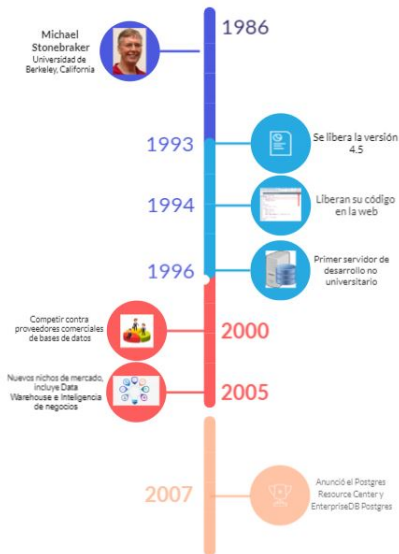 1986
Michael
Stonebraker
Universidad de
Berkeley, California
1993
Se libera la versión
4.5
1994
Liberan su código
en la web
1996
Primer servidor de
desarrollo no
universitario
Competir contra
proveedores comerciales
de bases de datos
2000
Nuevos nichos de mercado,
incluye Data
Warehouse e Inteligencia
de negocios
2005
2007
Anunció el Postgres
Resource Center y
EnterpriseDB Postgres